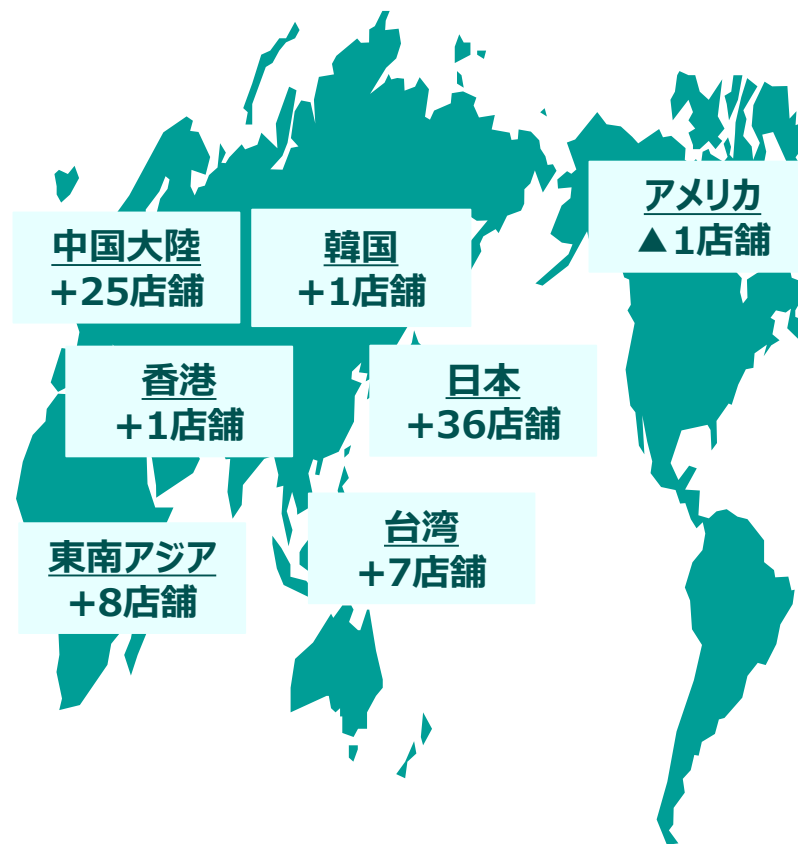 アメリカ
▲1店舗
中国大陸
+25店舗
韓国
+1店舗
香港
+1店舗
日本
+36店舗
台湾
+7店舗
東南アジア
+8店舗